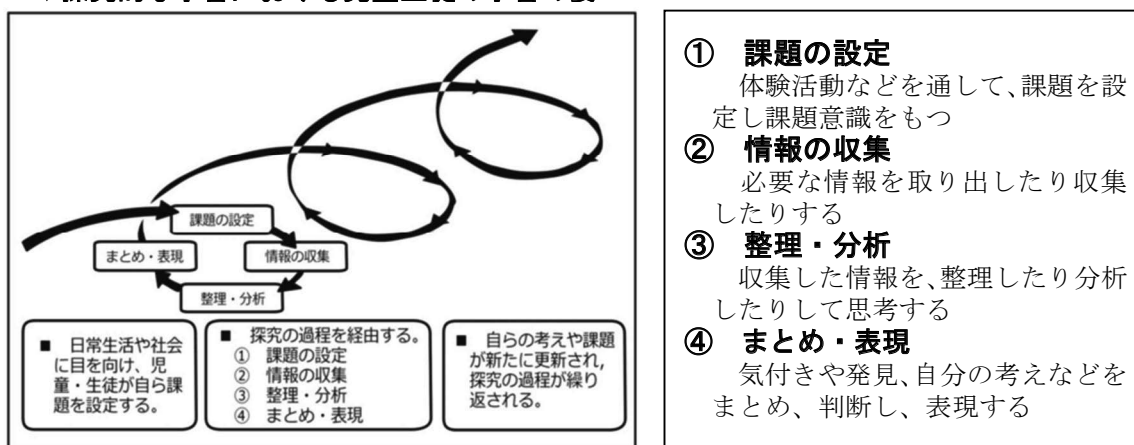 課題の設定
まとめ・表現
情報の収集
整理・分析
■ 日常生活や社会
に目を向け、児
童・生徒が自ら課
題を設定する。
■ 探究の過程を経由する。
① 課題の設定
② 情報の収集
③ 整理・分析
④ まとめ・表現
■ 自らの考えや課題
が新たに更新され,
探究の過程が繰り
返される。
① 課題の設定
体験活動などを通して、課題を設
定し課題意識をもつ
② 情報の収集
必要な情報を取り出したり収集
したりする
③ 整理・分析
収集した情報を、整理したり分析
したりして思考する
④ まとめ・表現
気付きや発見、自分の考えなどを
まとめ、判断し、表現する